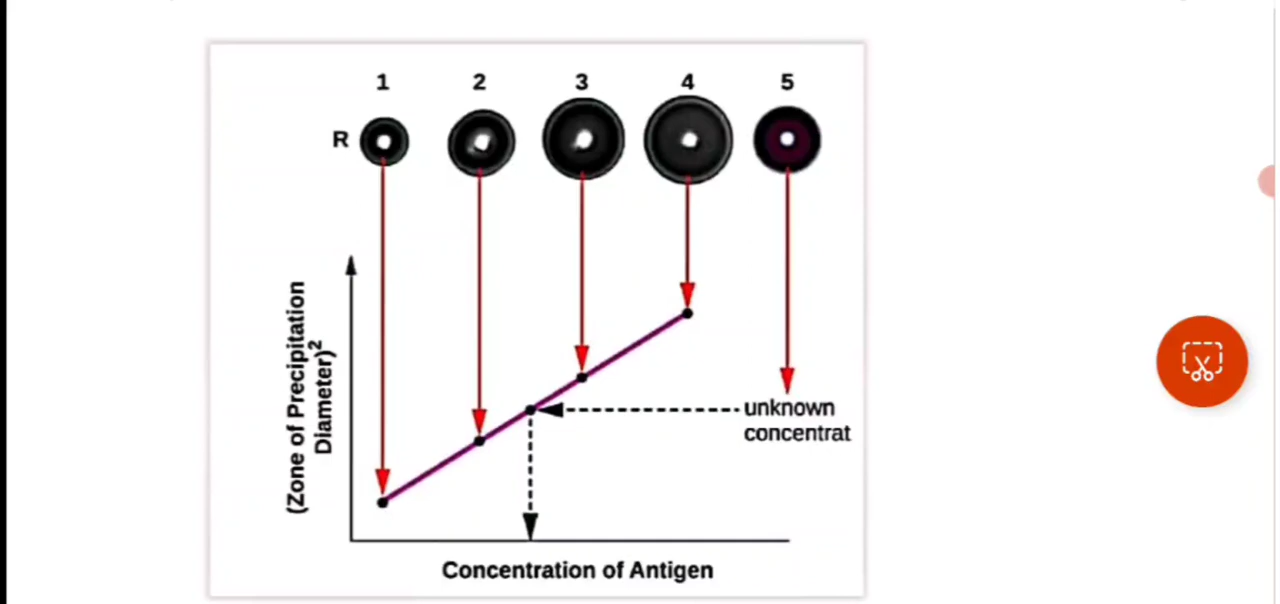 1 2 3 4 5
R
(Zone of Precipitation
Diameter)²
unknown
concentrat
Concentration of Antigen